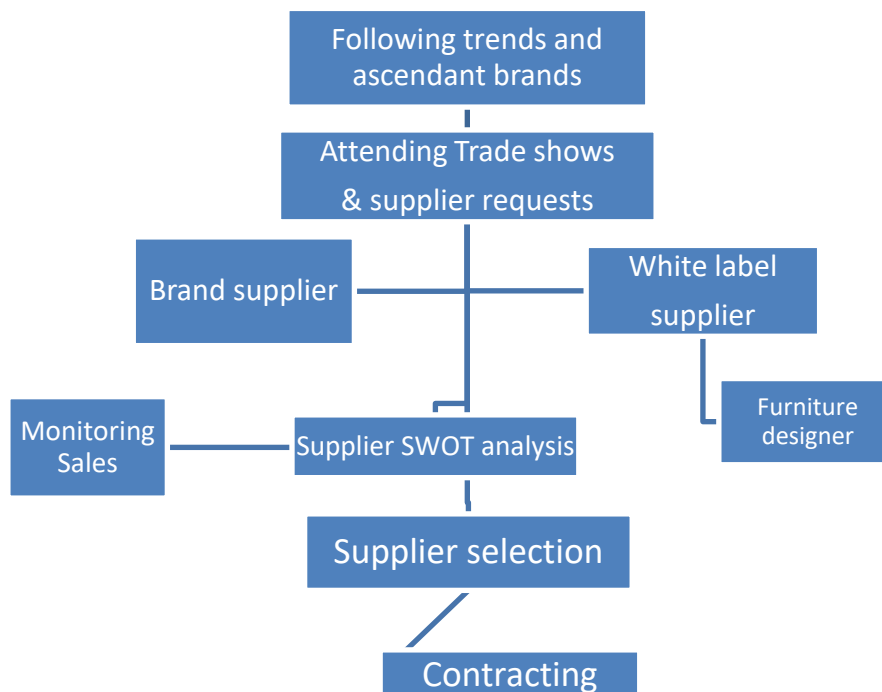 Following trends and
ascendant brands
Attending Trade shows
& supplier requests
Brand supplier
White label
supplier
Furniture
designer
Monitoring
Sales
Supplier SWOT analysis
Supplier selection
Contracting